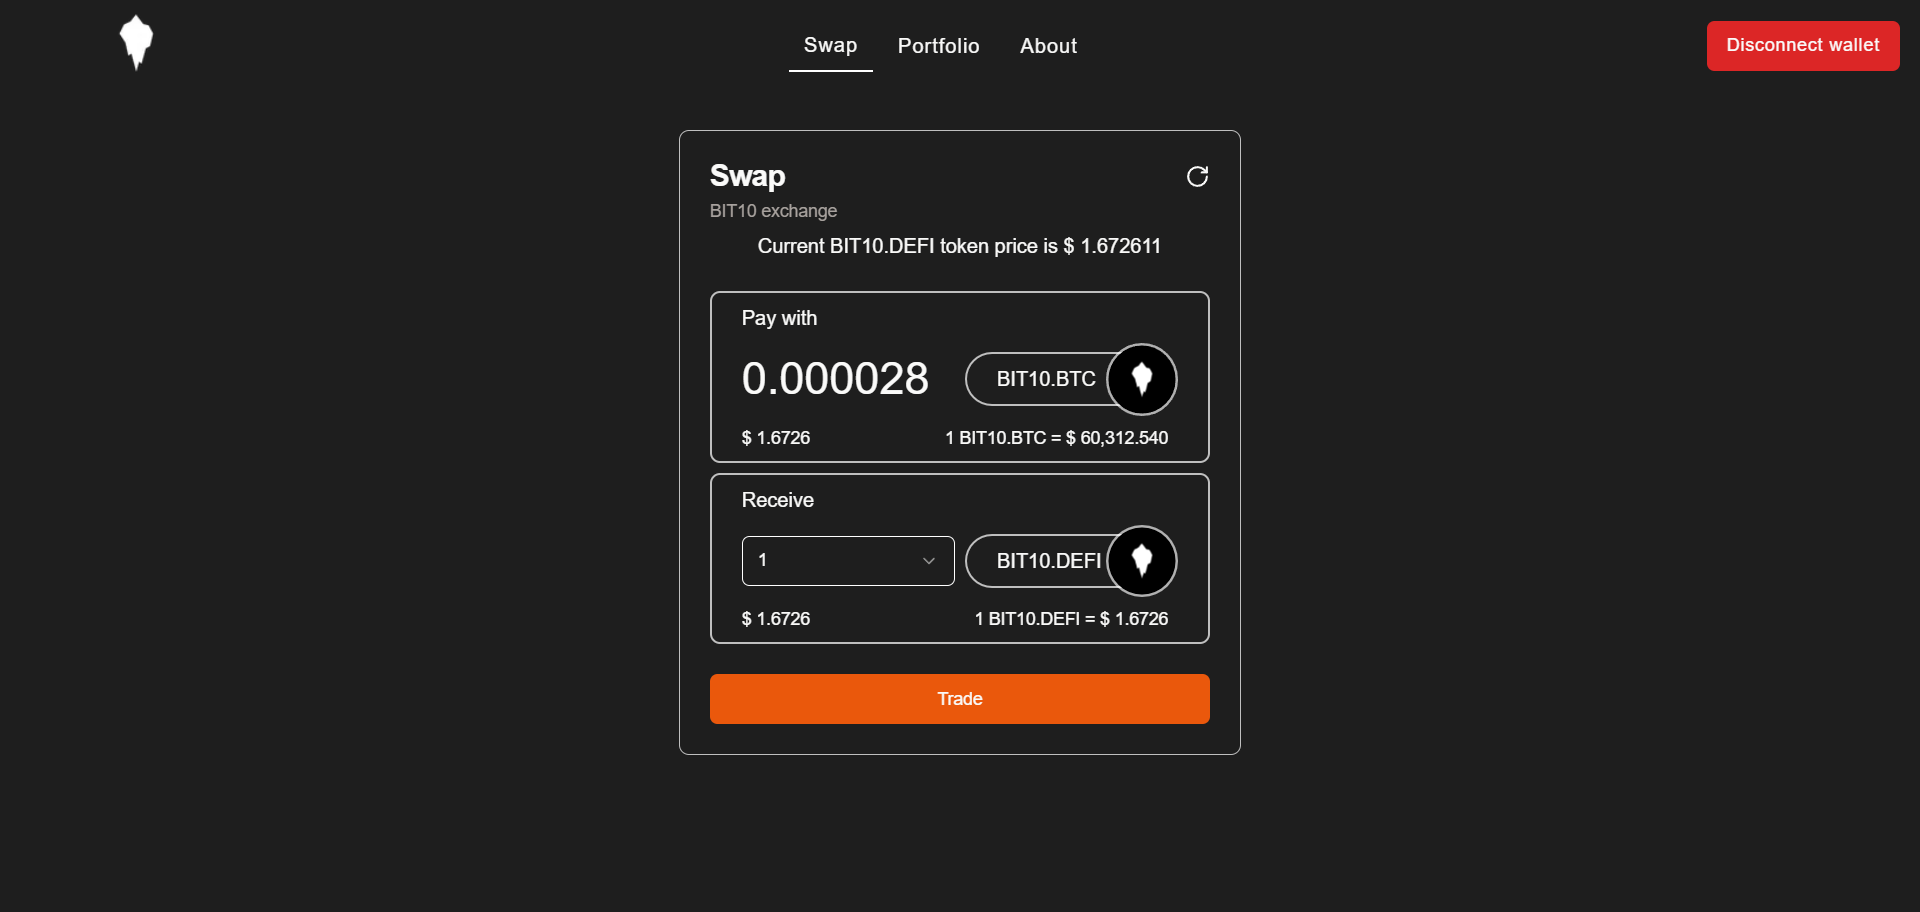 Swap Portfolio About Disconnect wallet
Swap
BIT10 exchange
Current BIT10.DEFI token price is $ 1.672611
Pay with
0.000028 BIT10.BTC
$ 1.6726 1 BIT10.BTC = $ 60,312.540
Receive
1 BIT10.DEFI
$ 1.6726 1 BIT10.DEFI = $ 1.6726
Trade